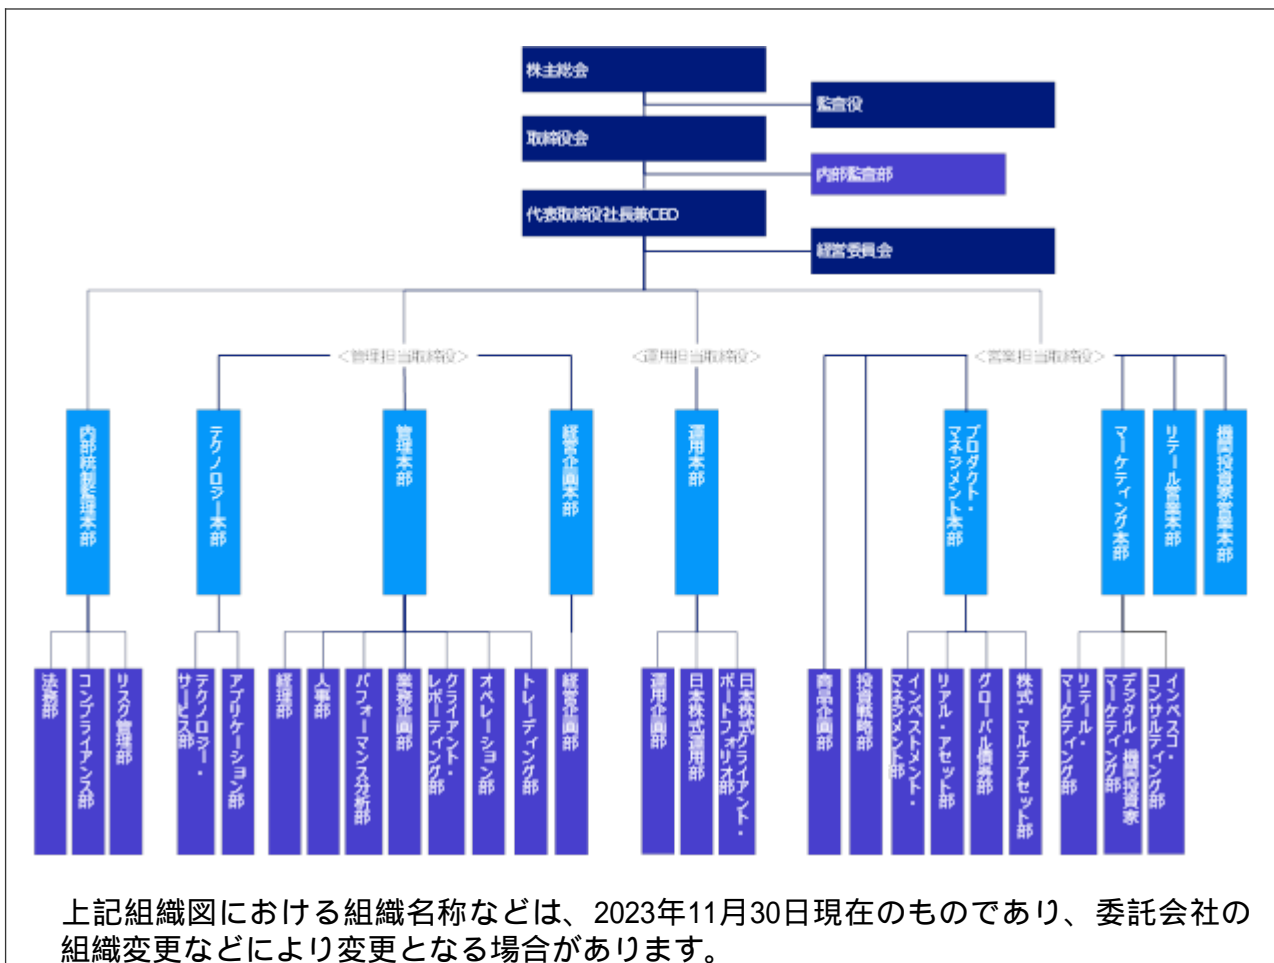 株主総会
監査役
取締役会
内部監査部
代表取締役社長兼CEO
経営委員会
<管理担当取締役>
<運用担当取締役>
<営業担当取締役>
内部統制監理本部
テクノロジー本部
管理本部
経営企画本部
運用本部
プロダクト・
マネジメント本部
マーケティング本部
リテール営業本部
機関投資家営業本部
法務部
コンプライアンス部
リスク管理部
テクノロジー・
サービス部
アプリケーション部
経理部
人事部
パフォーマンス分析部
業務企画部
クライアント・
レポーティング部
オペレーション部
トレーディング部
経営企画部
運用企画部
日本株式運用部
日本株式クライアント・
ポートフォリオ部
商品企画部
投資戦略部
インベストメント・
マネジメント部
リアル・アセット部
グローバル債券部
株式・マルチアセット部
リテール・
マーケティング部
デジタル・機関投資家
マーケティング部
インベスコ・
コンサルティング部
上記組織図における組織名称などは、2023年11月30日現在のものであり、委託会社の
組織変更などにより変更となる場合があります。